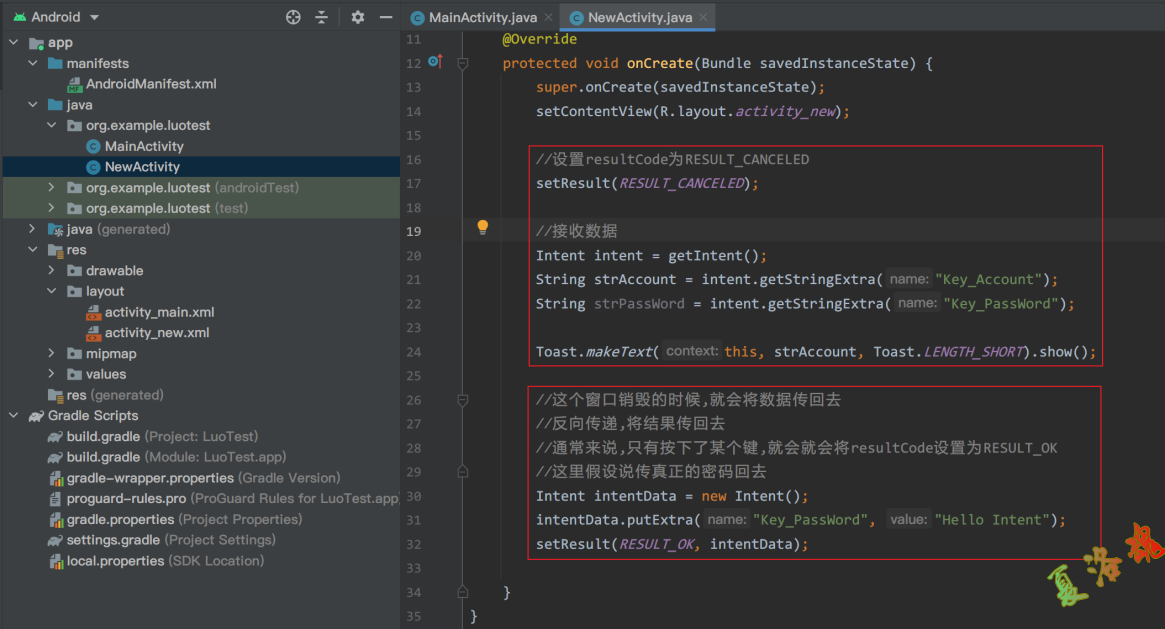 Android
app
manifests
AndroidManifest.xml
java
org.example.luotest
MainActivity
NewActivity
org.example.luotest (androidTest)
org.example.luotest (test)
java (generated)
res
drawable
layout
activity_main.xml
activity_new.xml
mipmap
values
res (generated)
Gradle Scripts
build.gradle (Project: LuoTest)
build.gradle (Module: LuoTest.app)
gradle-wrapper.properties (Gradle Version)
proguard-rules.pro (ProGuard Rules for LuoTest.app)
gradle.properties (Project Properties)
settings.gradle (Project Settings)
local.properties (SDK Location)
MainActivity.java NewActivity.java
11 @Override
12 protected void onCreate(Bundle savedInstanceState) {
13 super.onCreate(savedInstanceState);
14 setContentView(R.layout.activity_new);
15
16 //设置resultCode为RESULT_CANCELED
17 setResult(RESULT_CANCELED);
18
19 //接收数据
20 Intent intent = getIntent();
21 String strAccount = intent.getStringExtra( name: "Key_Account");
22 String strPassWord = intent.getStringExtra( name: "Key_PassWord");
23
24 Toast.makeText( context: this, strAccount, Toast.LENGTH_SHORT).show();
25
26 //这个窗口销毁的时候,就会将数据传回去
27 //反向传递,将结果传回去
28 //通常来说,只有按下了某个键,就会就会将resultCode设置为RESULT_OK
29 //这里假设说传真正的密码回去
30 Intent intentData = new Intent();
31 intentData.putExtra( name: "Key_PassWord", value: "Hello Intent");
32 setResult(RESULT_OK, intentData);
33
34 }
35 }